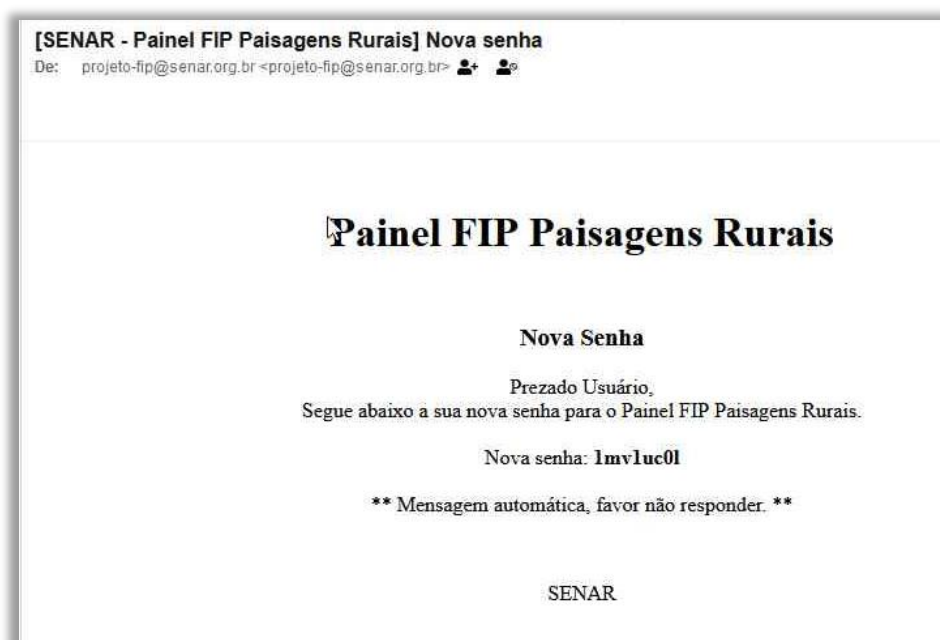 [SENAR - Painel FIP Paisagens Rurais] Nova senha
De: projeto-fip@senar.org.br <projeto-fip@senar.org.br>
Painel FIP Paisagens Rurais
Nova Senha
Prezado Usuário,
Segue abaixo a sua nova senha para o Painel FIP Paisagens Rurais.
Nova senha: 1mv1uc0l
** Mensagem automática, favor não responder. **
SENAR